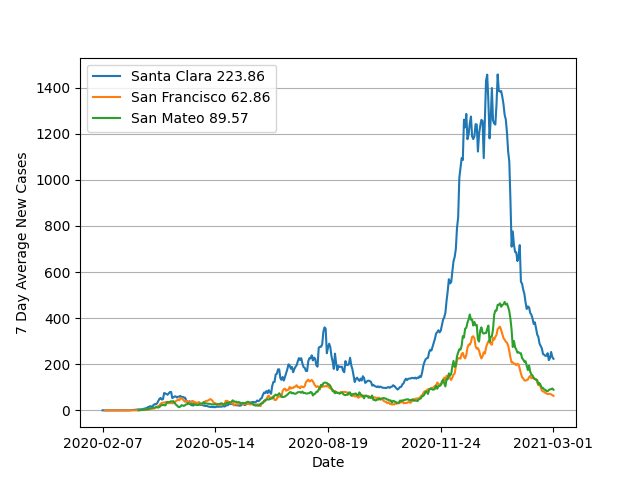 Santa Clara 223.86
San Francisco 62.86
San Mateo 89.57
7 Day Average New Cases
1400
1200
1000
800
600
400
200
0
2020-02-07 2020-05-14 2020-08-19 2020-11-24 2021-03-01
Date